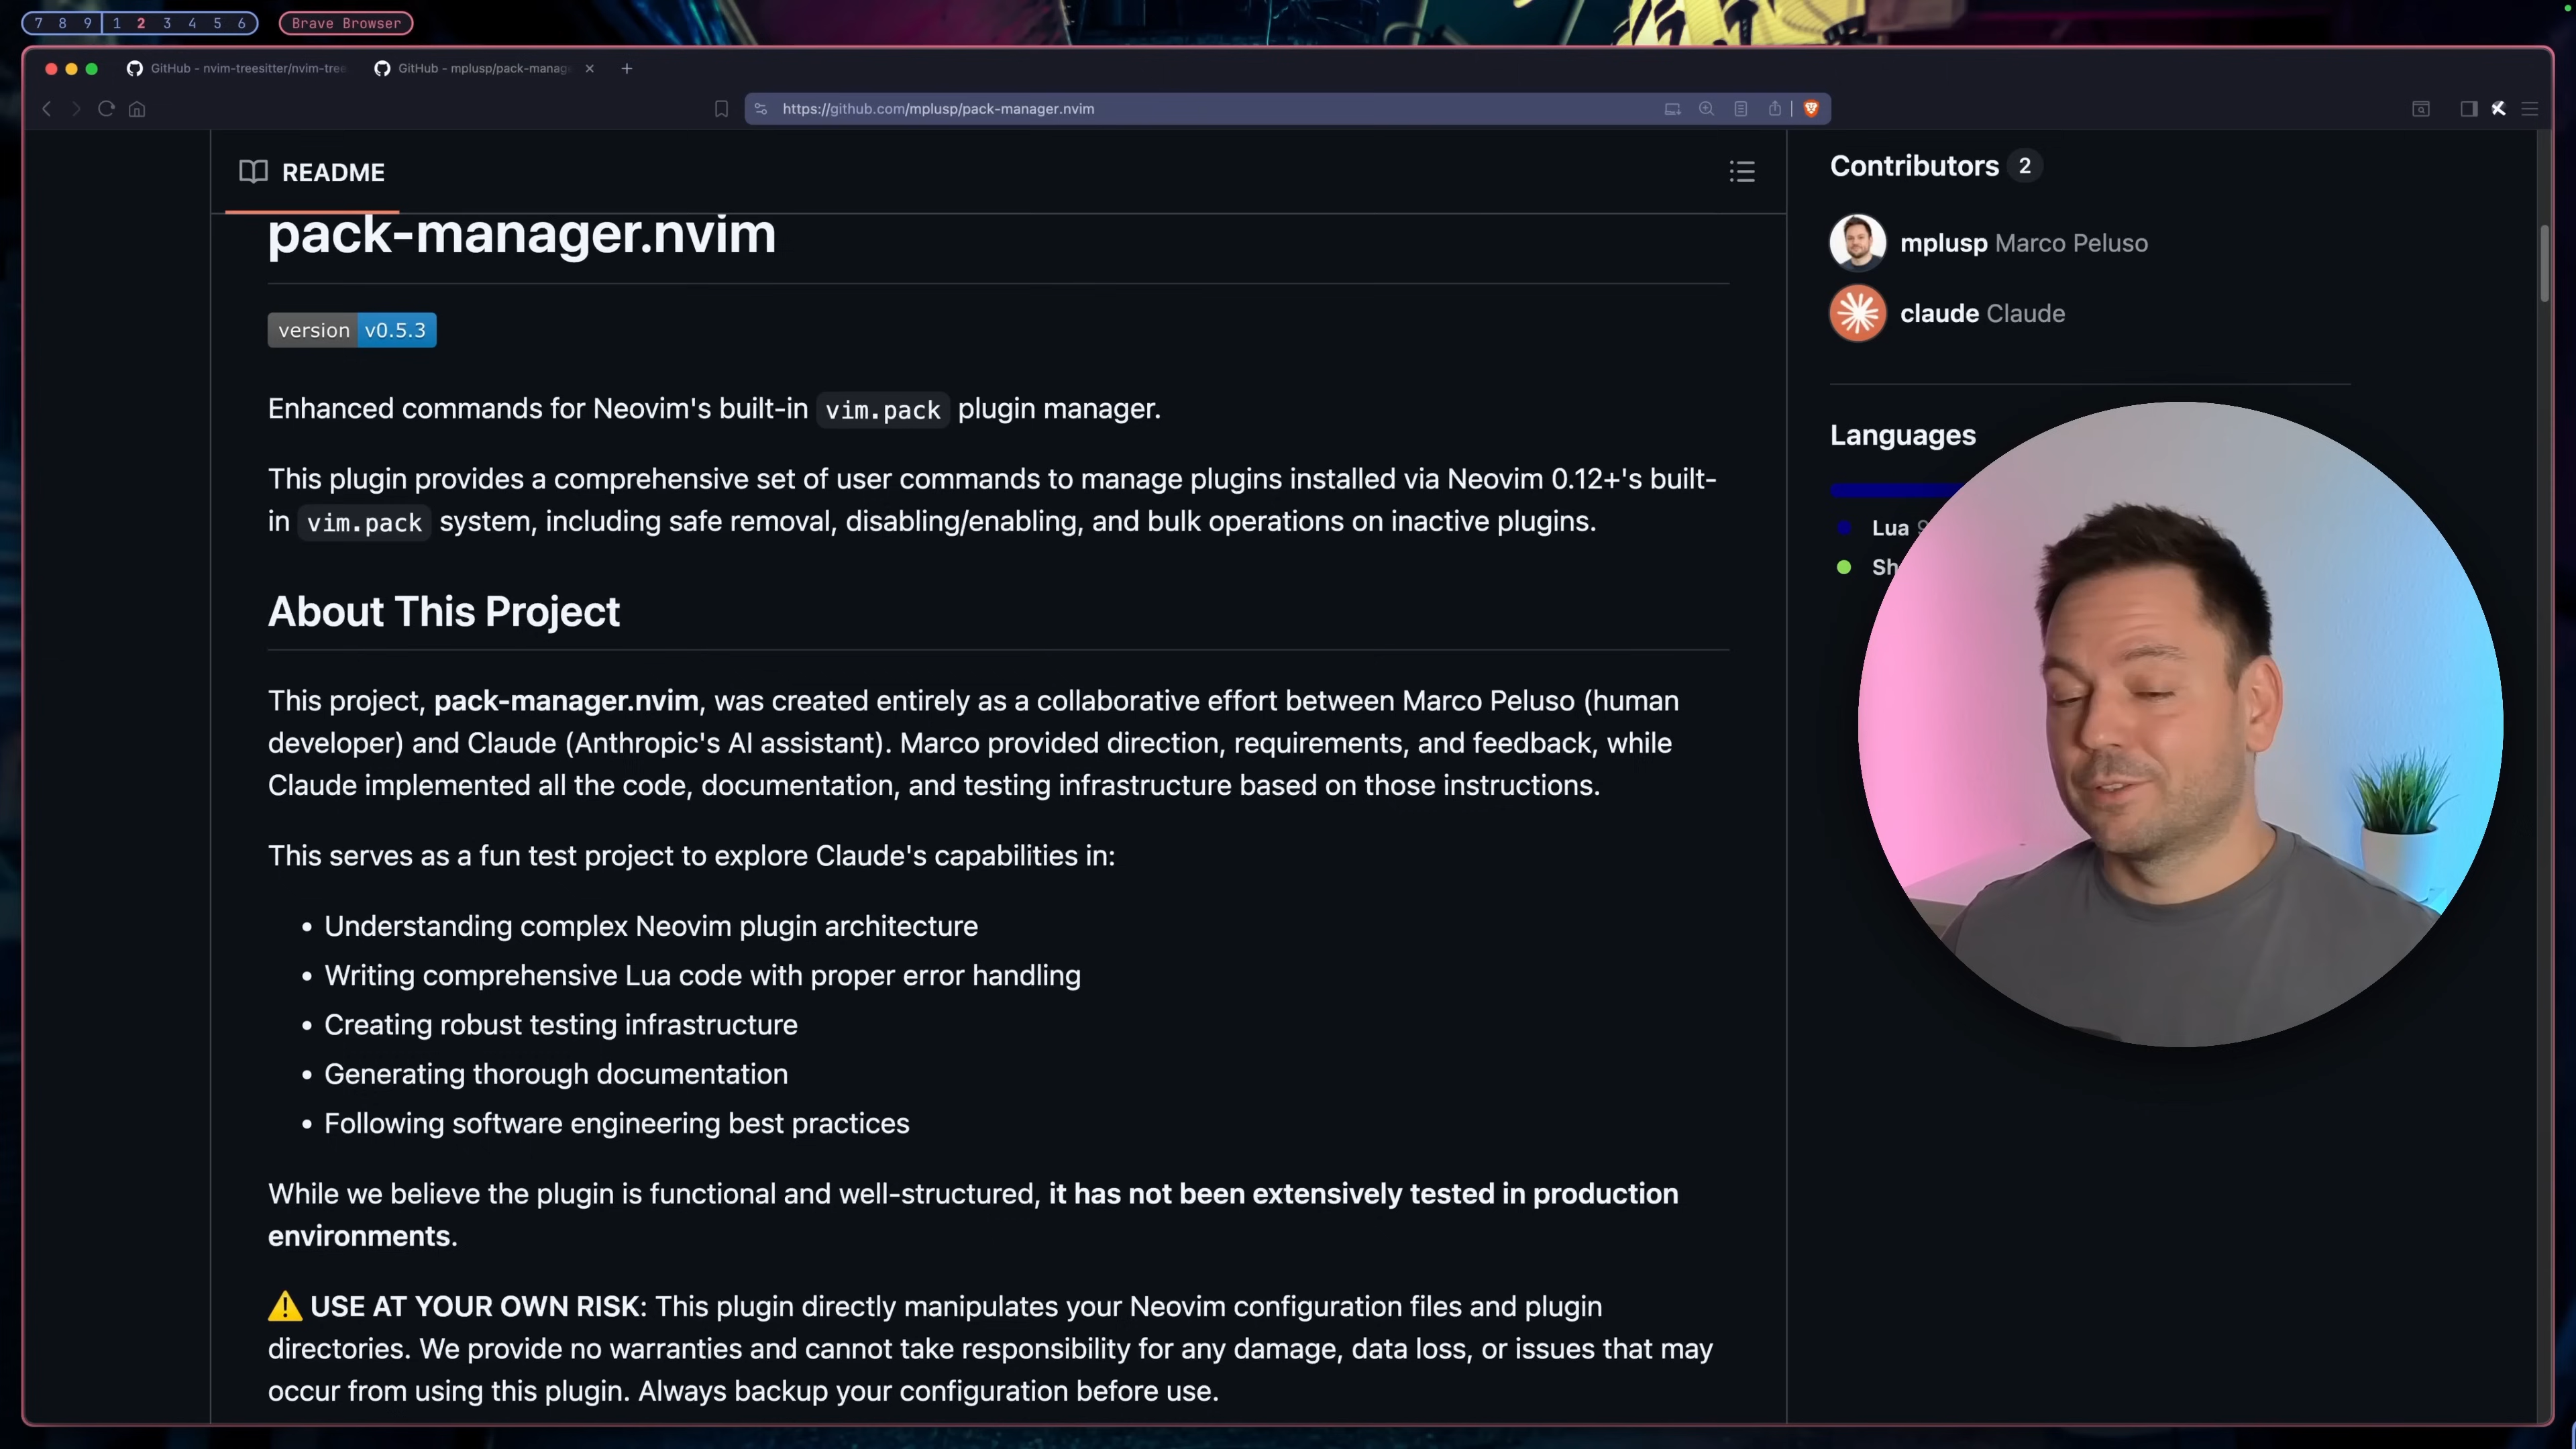 7 8 9 1 2 3 4 5 6 Brave Browser
GitHub - nvim-treesitter/nvim-tree
GitHub - mplusp/pack-manag
https://github.com/mplusp/pack-manager.nvim
README
pack-manager.nvim
version v0.5.3
Enhanced commands for Neovim's built-in vim.pack plugin manager.
This plugin provides a comprehensive set of user commands to manage plugins installed via Neovim 0.12+'s built-
in vim.pack system, including safe removal, disabling/enabling, and bulk operations on inactive plugins.
About This Project
This project, pack-manager.nvim, was created entirely as a collaborative effort between Marco Peluso (human
developer) and Claude (Anthropic's AI assistant). Marco provided direction, requirements, and feedback, while
Claude implemented all the code, documentation, and testing infrastructure based on those instructions.
This serves as a fun test project to explore Claude's capabilities in:
• Understanding complex Neovim plugin architecture
• Writing comprehensive Lua code with proper error handling
• Creating robust testing infrastructure
• Generating thorough documentation
• Following software engineering best practices
While we believe the plugin is functional and well-structured, it has not been extensively tested in production
environments.
⚠️ USE AT YOUR OWN RISK: This plugin directly manipulates your Neovim configuration files and plugin
directories. We provide no warranties and cannot take responsibility for any damage, data loss, or issues that may
occur from using this plugin. Always backup your configuration before use.
Contributors 2
mplusp Marco Peluso
claude Claude
Languages
Lua 9
Sh